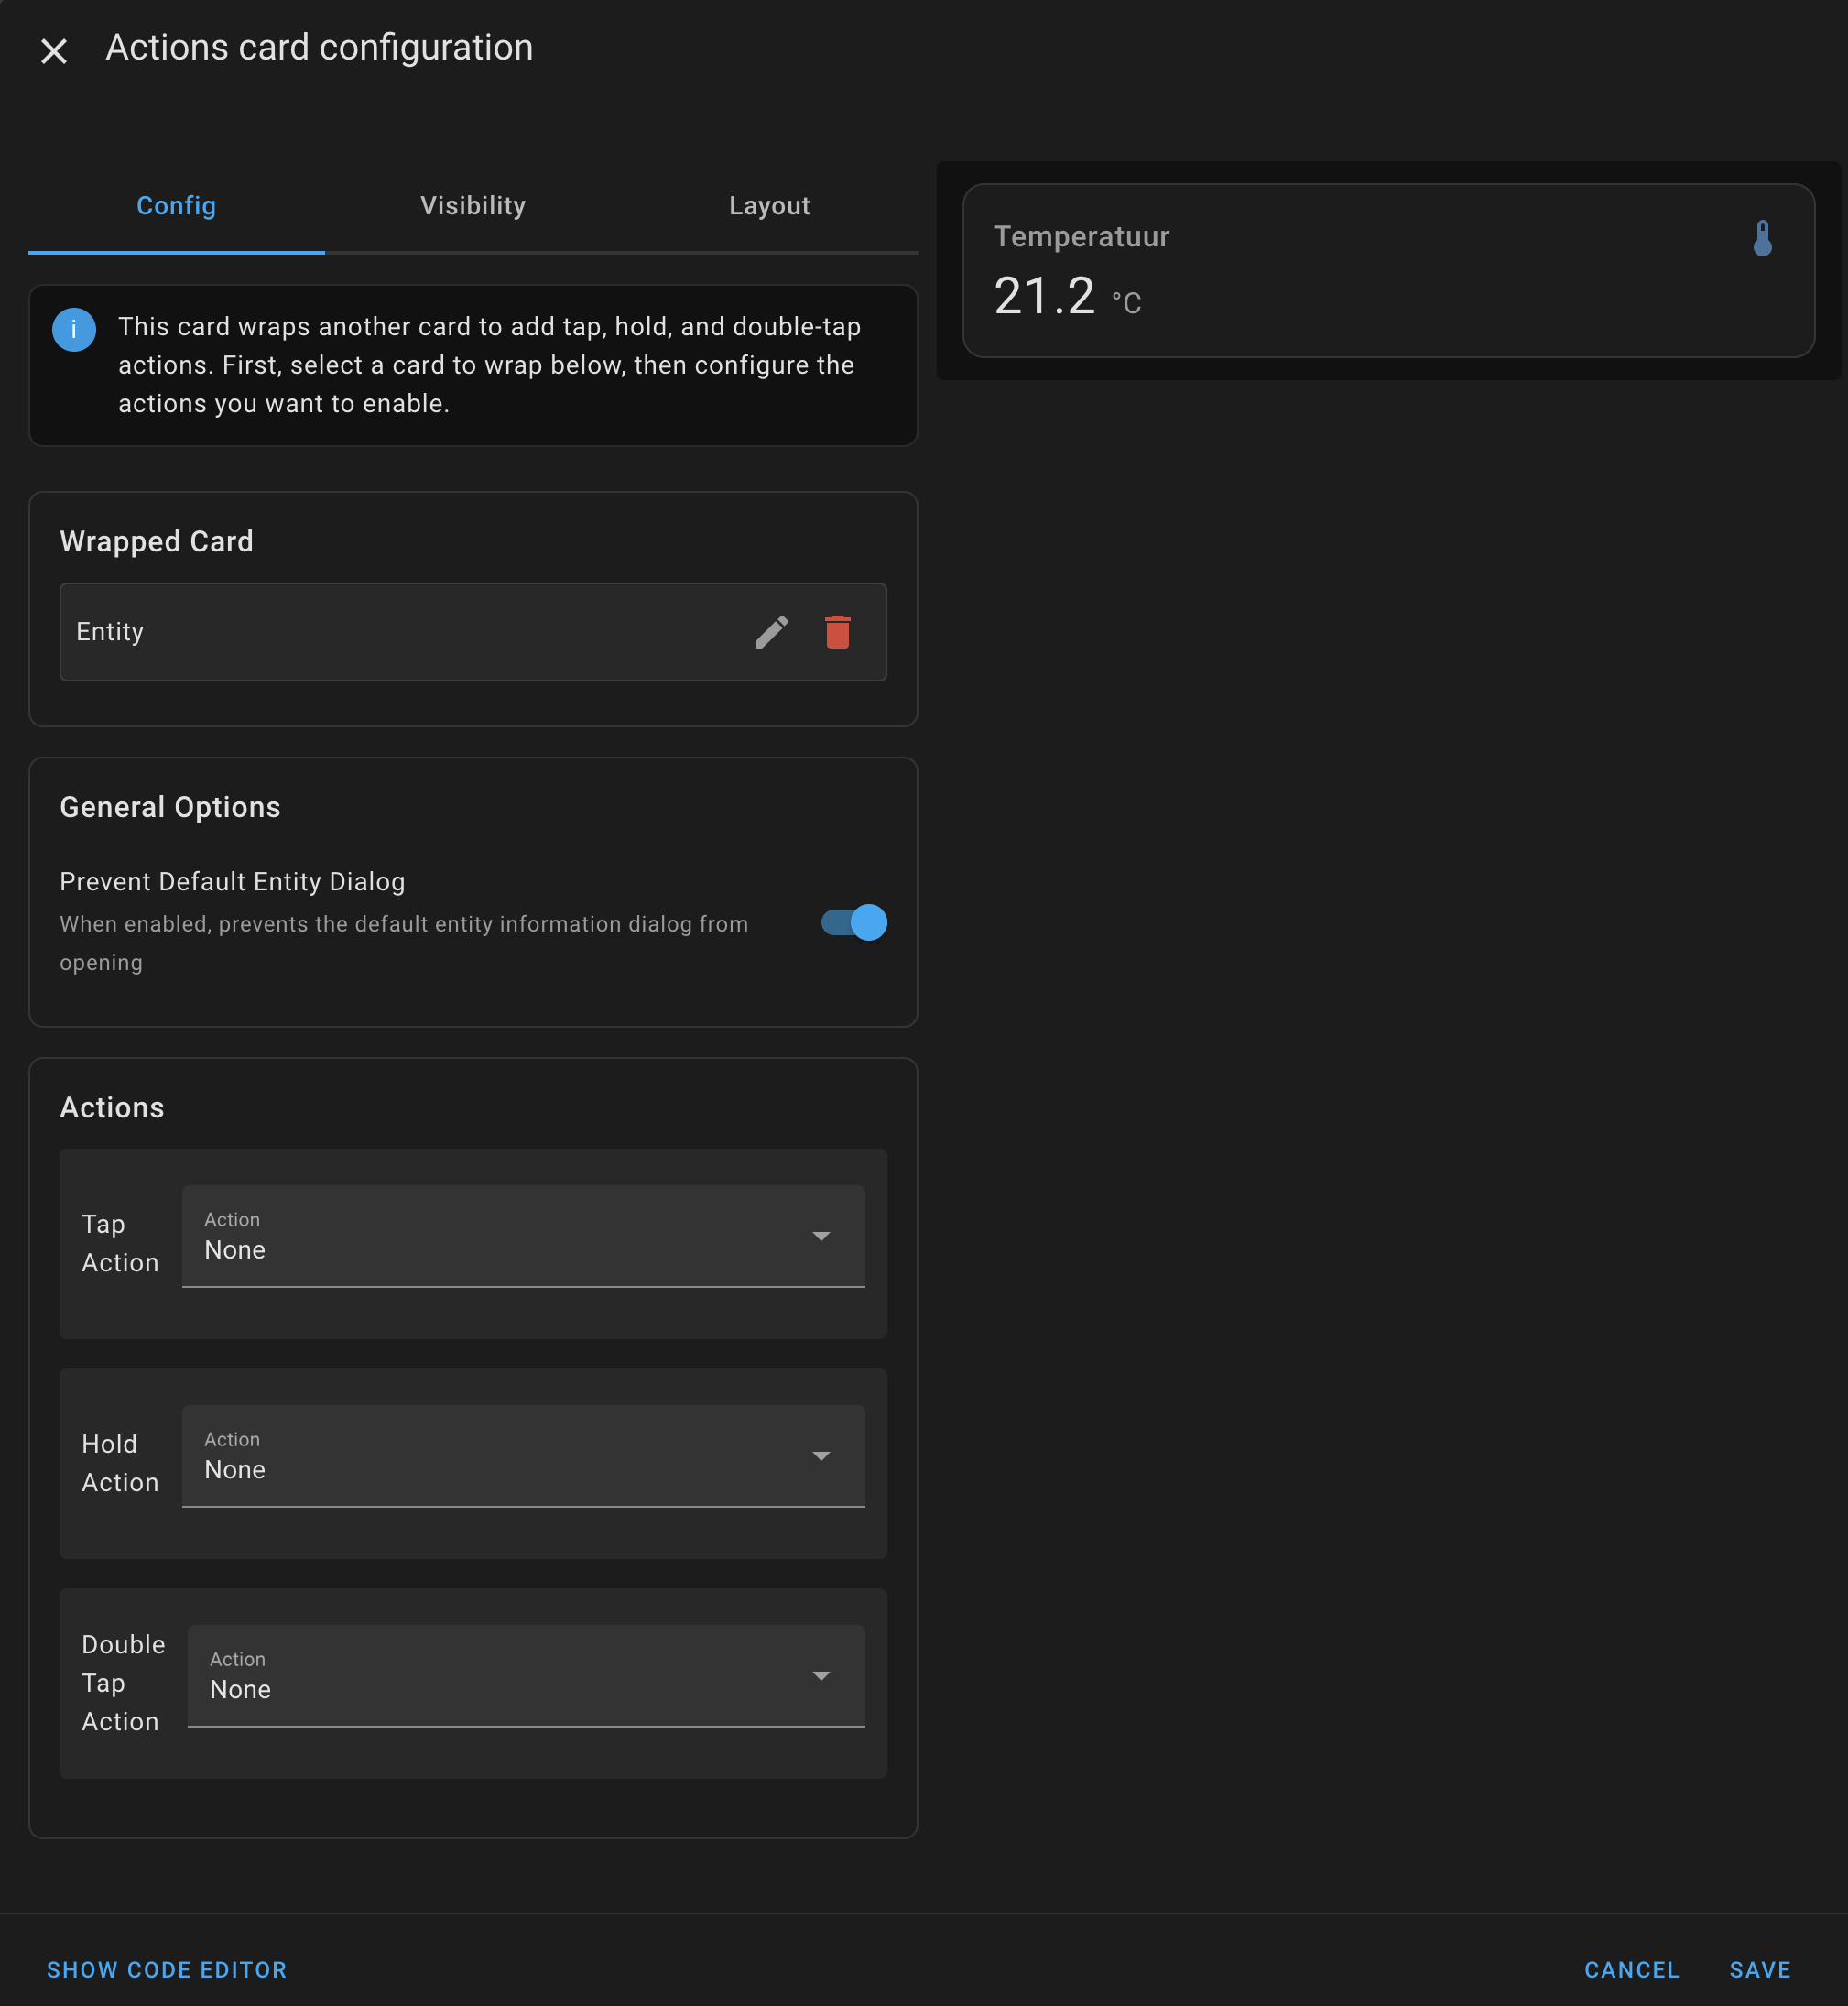 Actions card configuration
Config
Visibility
Layout
i
This card wraps another card to add tap, hold, and double-tap
actions. First, select a card to wrap below, then configure the
actions you want to enable.
Wrapped Card
Entity
General Options
Prevent Default Entity Dialog
When enabled, prevents the default entity information dialog from
opening
Actions
Tap
Action
Action
None
Hold
Action
Action
None
Double
Tap
Action
Action
None
Temperatuur
21.2 °C
SHOW CODE EDITOR
CANCEL
SAVE